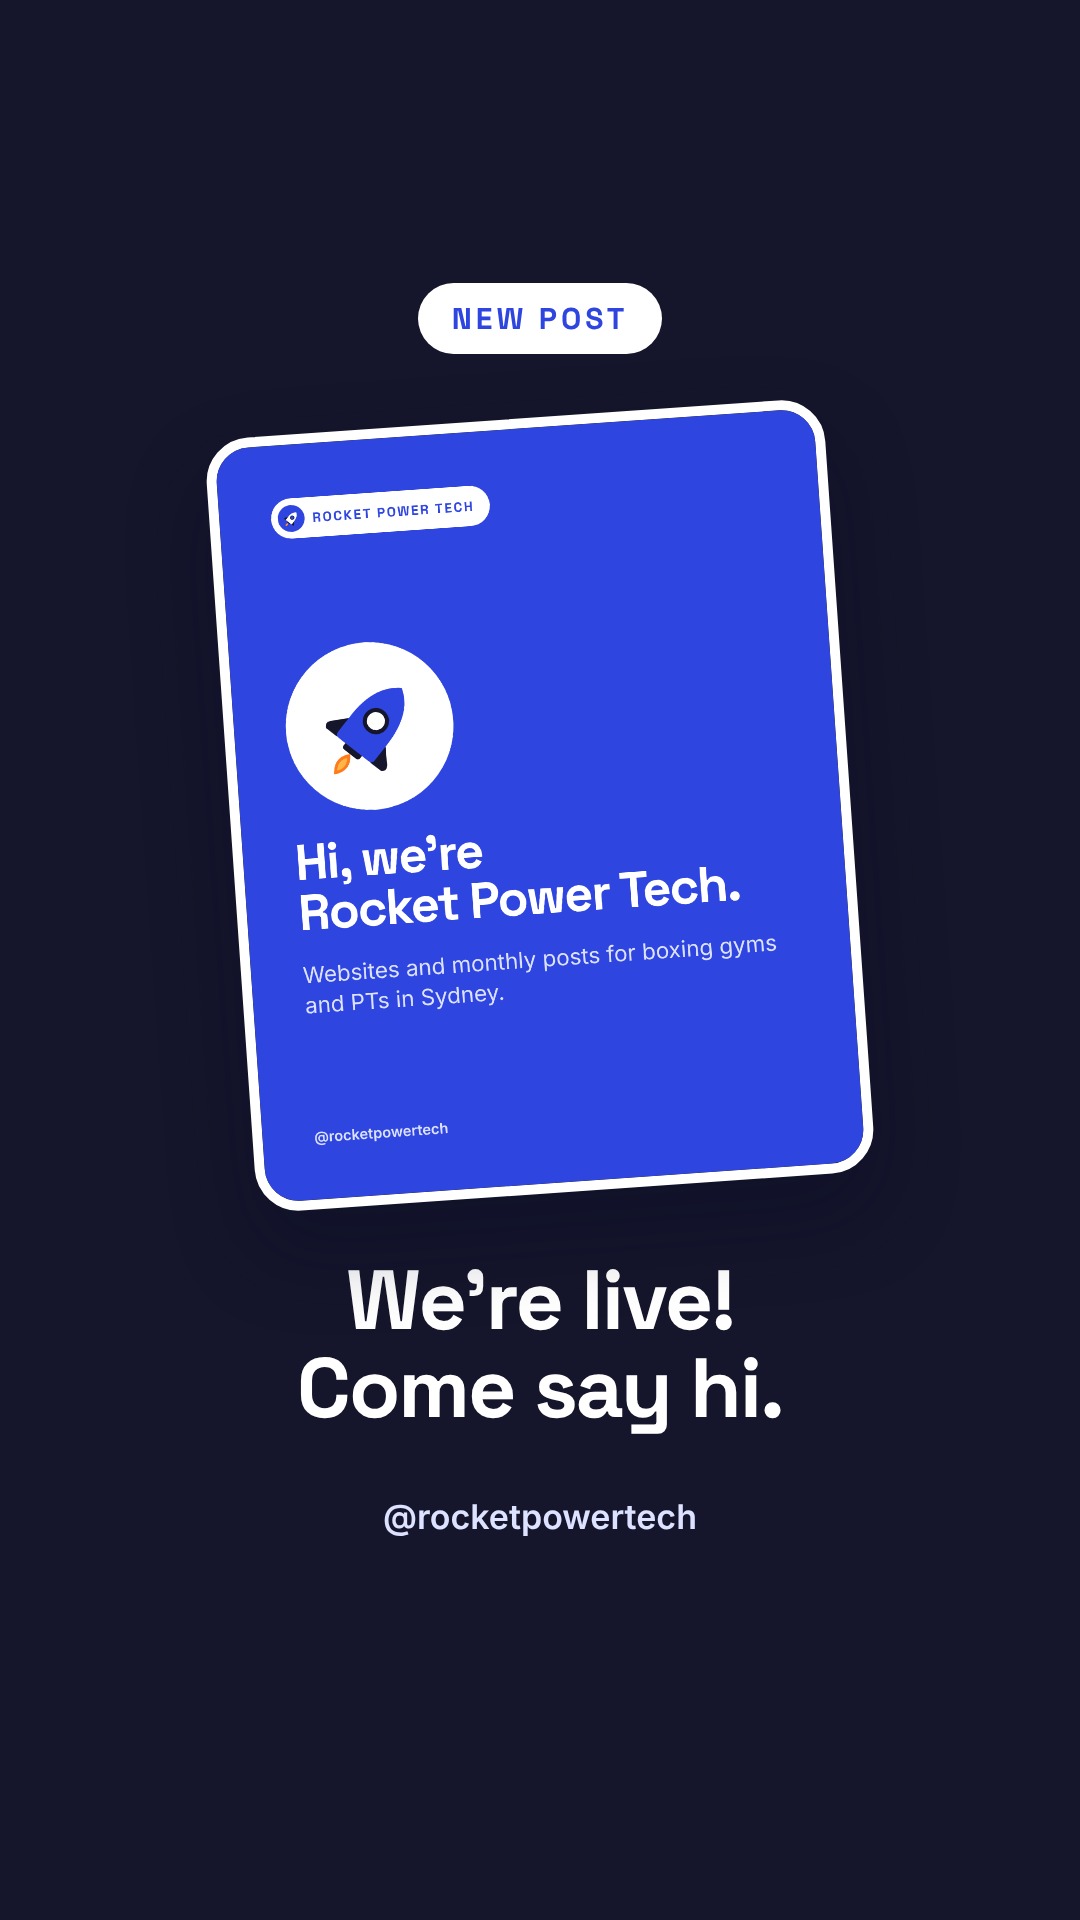 NEW POST
ROCKET POWER TECH
Hi, we’re
Rocket Power Tech.
Websites and monthly posts for boxing gyms
and PTs in Sydney.
@rocketpowertech
We’re live!
Come say hi.
@rocketpowertech